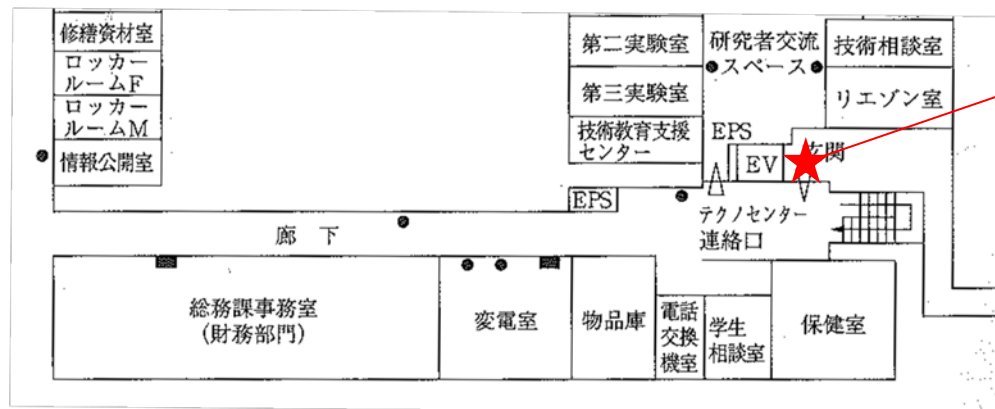 修繕資材室
ロッカー
ルームF
ロッカー
ルームM
情報公開室
第二実験室
第三実験室
技術教育支援
センター
研究者交流
スペース
技術相談室
リエゾン室
EPS
EV
関
EPS
テクノセンター
連絡口
廊下
総務課事務室
(財務部門)
変電室
物品庫
電話
交換
機室
学生
相談室
保健室